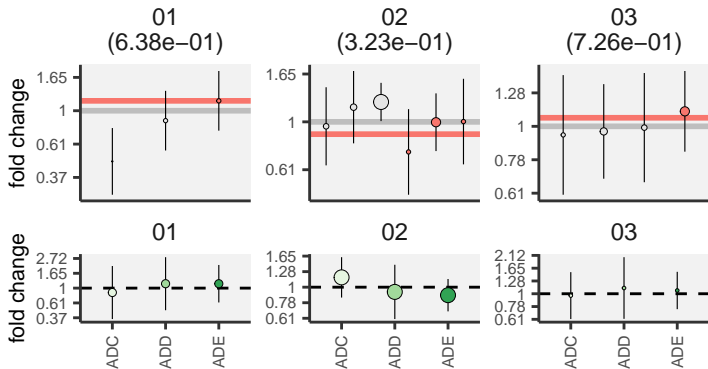 01
(6.38e−01)
02
(3.23e−01)
03
(7.26e−01)
fold change
1.65
1
0.61
0.37
1.65
1
0.61
1.28
1
0.78
0.61
01
02
03
fold change
2.72
1.65
1
0.61
0.37
1.65
1.28
1
0.78
0.61
2.12
1.65
1.28
1
0.78
0.61
ADC
ADD
ADE
ADC
ADD
ADE
ADC
ADD
ADE